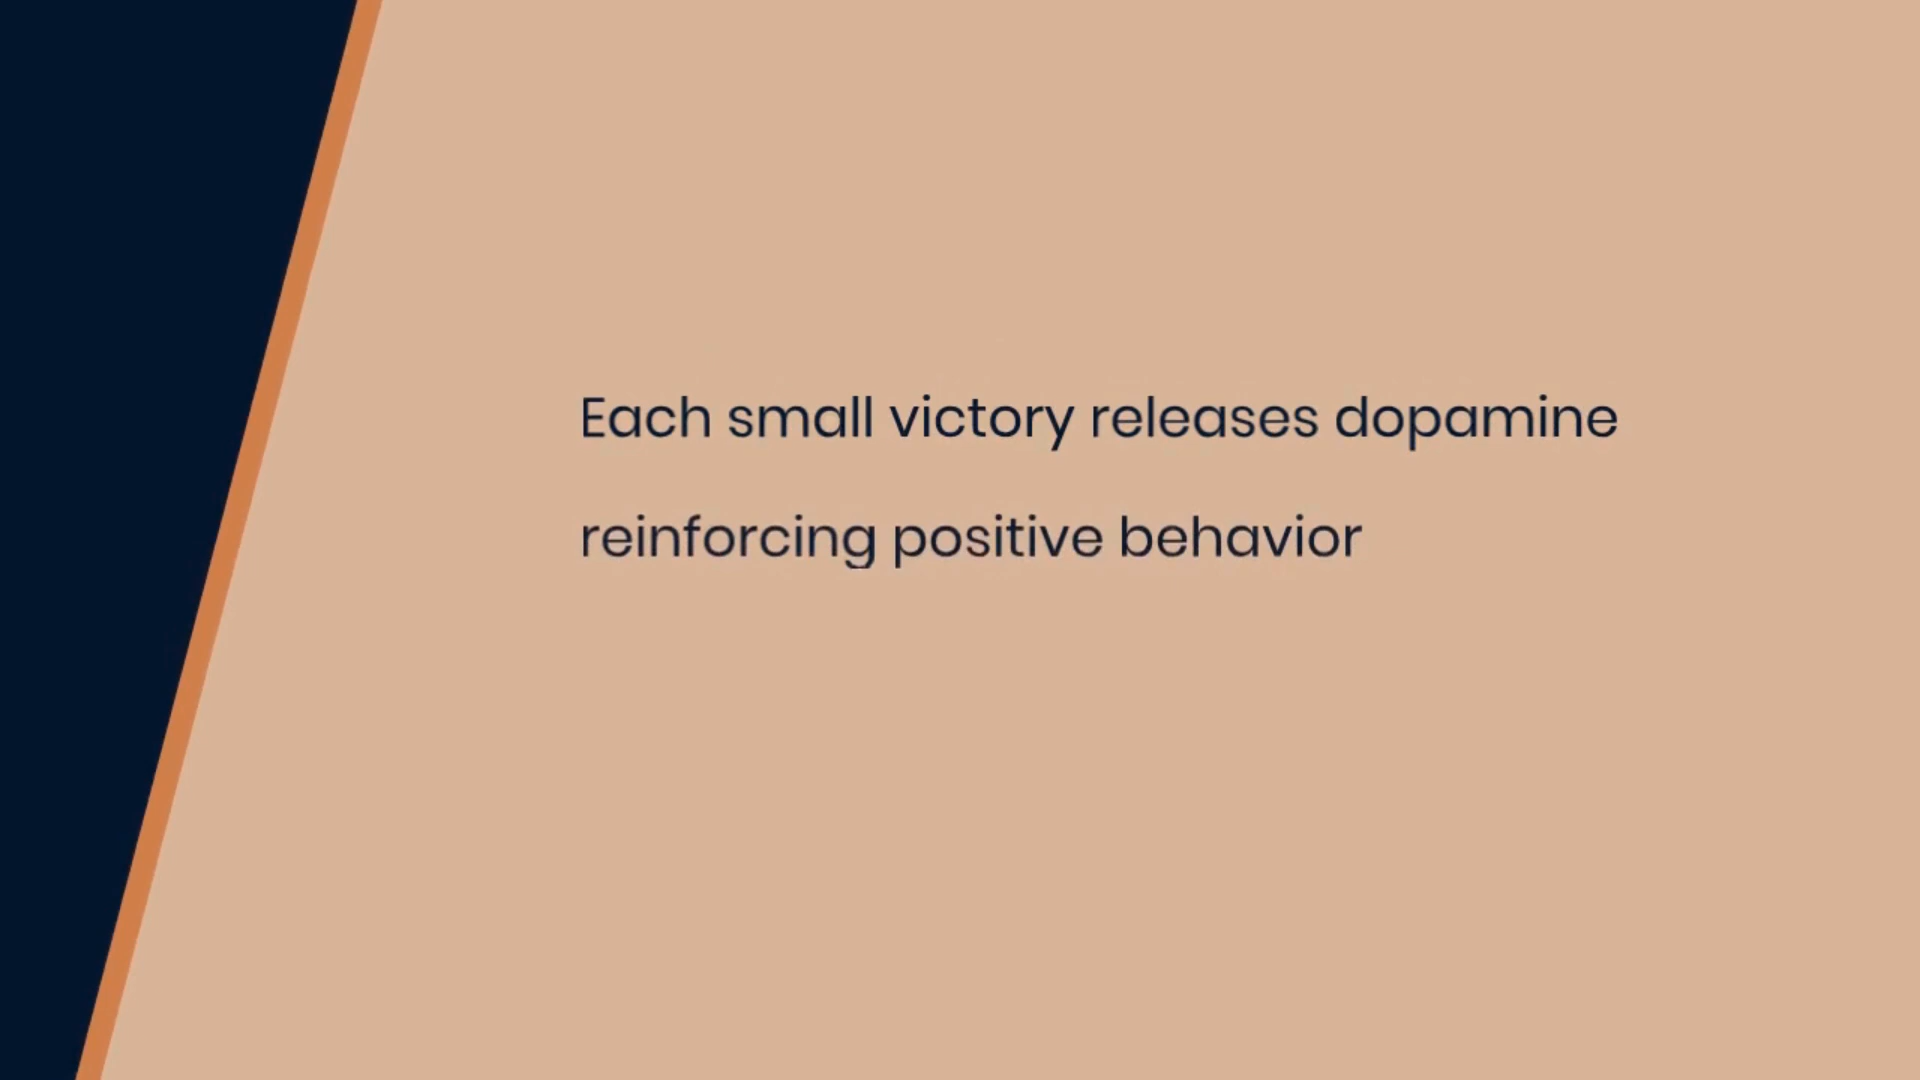 Each small victory releases dopamine
reinforcing positive behavior